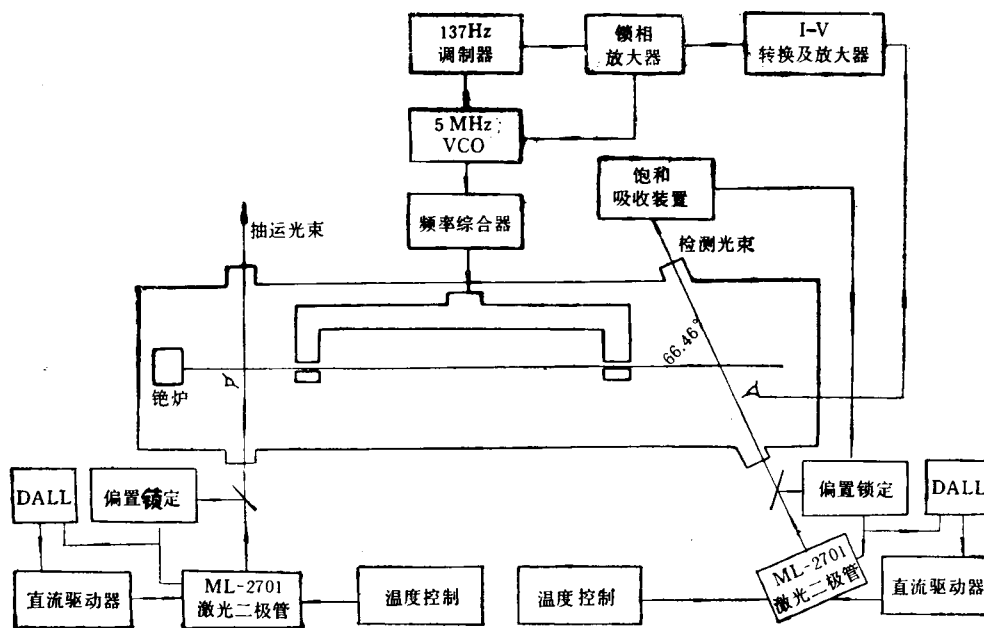 137Hz
调制器
锁相
放大器
I-V
转换及放大器
5 MHz
VCO
饱和
吸收装置
抽运光束
频率综合器
检测光束
66.46°
铯炉
DALL
偏置锁定
偏置锁定
DALL
直流驱动器
ML-2701
激光二极管
温度控制
温度控制
ML-2701
激光二极管
直流驱动器